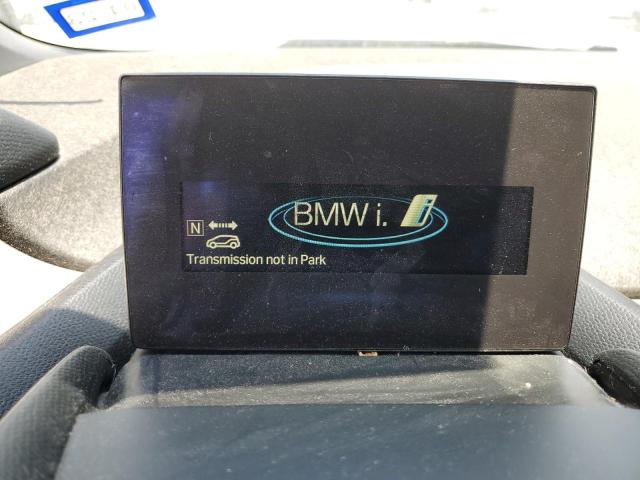 BMW i. i
N
Transmission not in Park